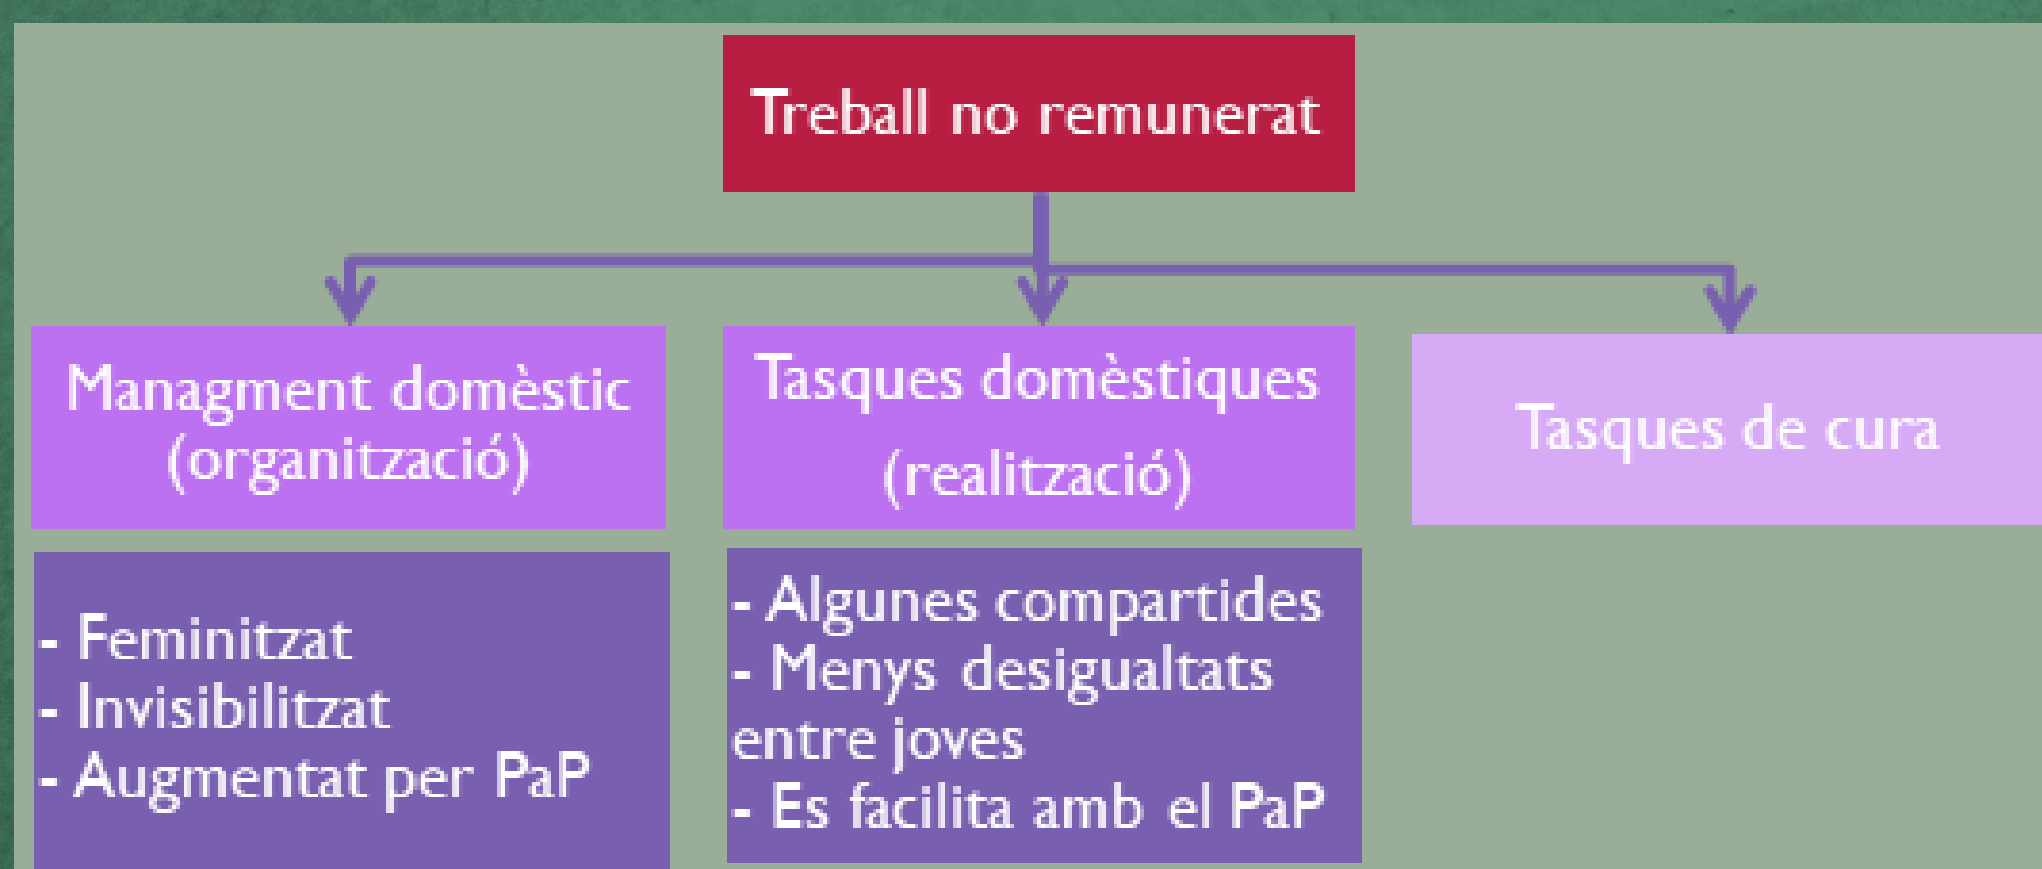 Treball no remunerat
Managment domèstic
(organització)
Tasques domèstiques
(realització)
Tasques de cura
- Feminitzat
- Invisibilitzat
- Augmentat per PaP
- Algunes compartides
- Menys desigualtats
entre joves
- Es facilita amb el PaP